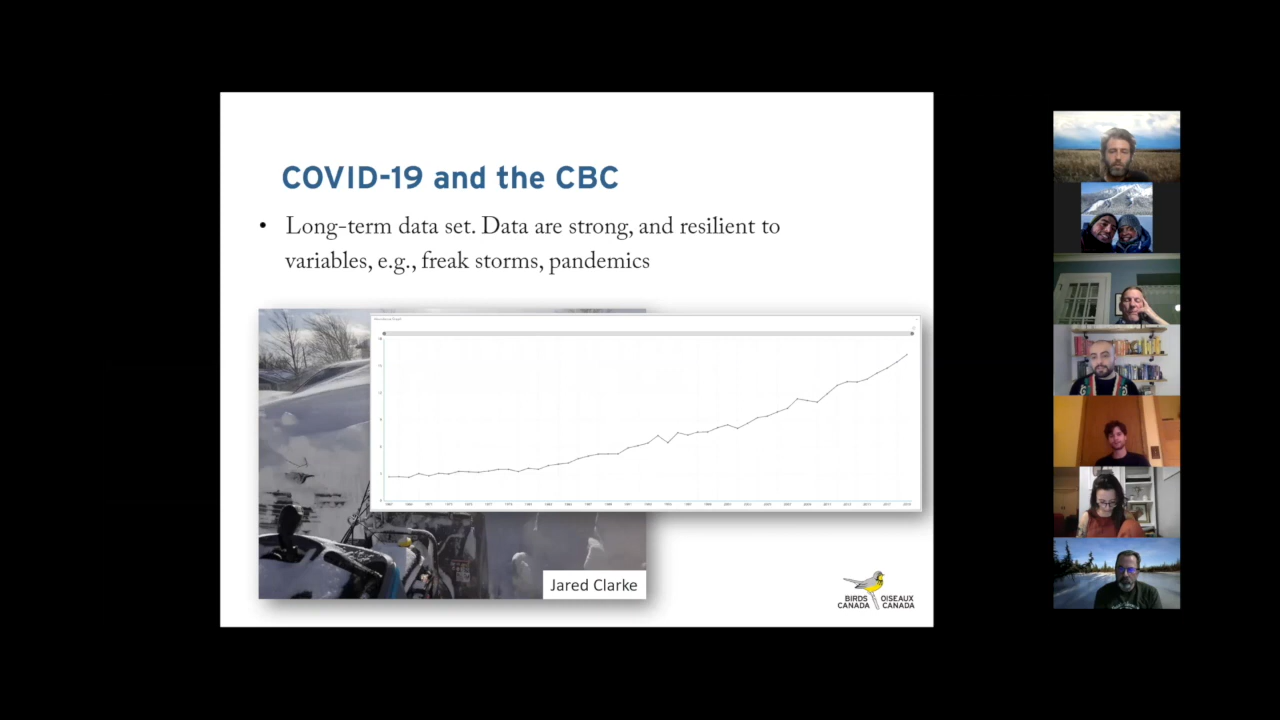 COVID-19 and the CBC
• Long-term data set. Data are strong, and resilient to
variables, e.g., freak storms, pandemics
Jared Clarke
BIRDS OISEAUX
CANADA CANADA